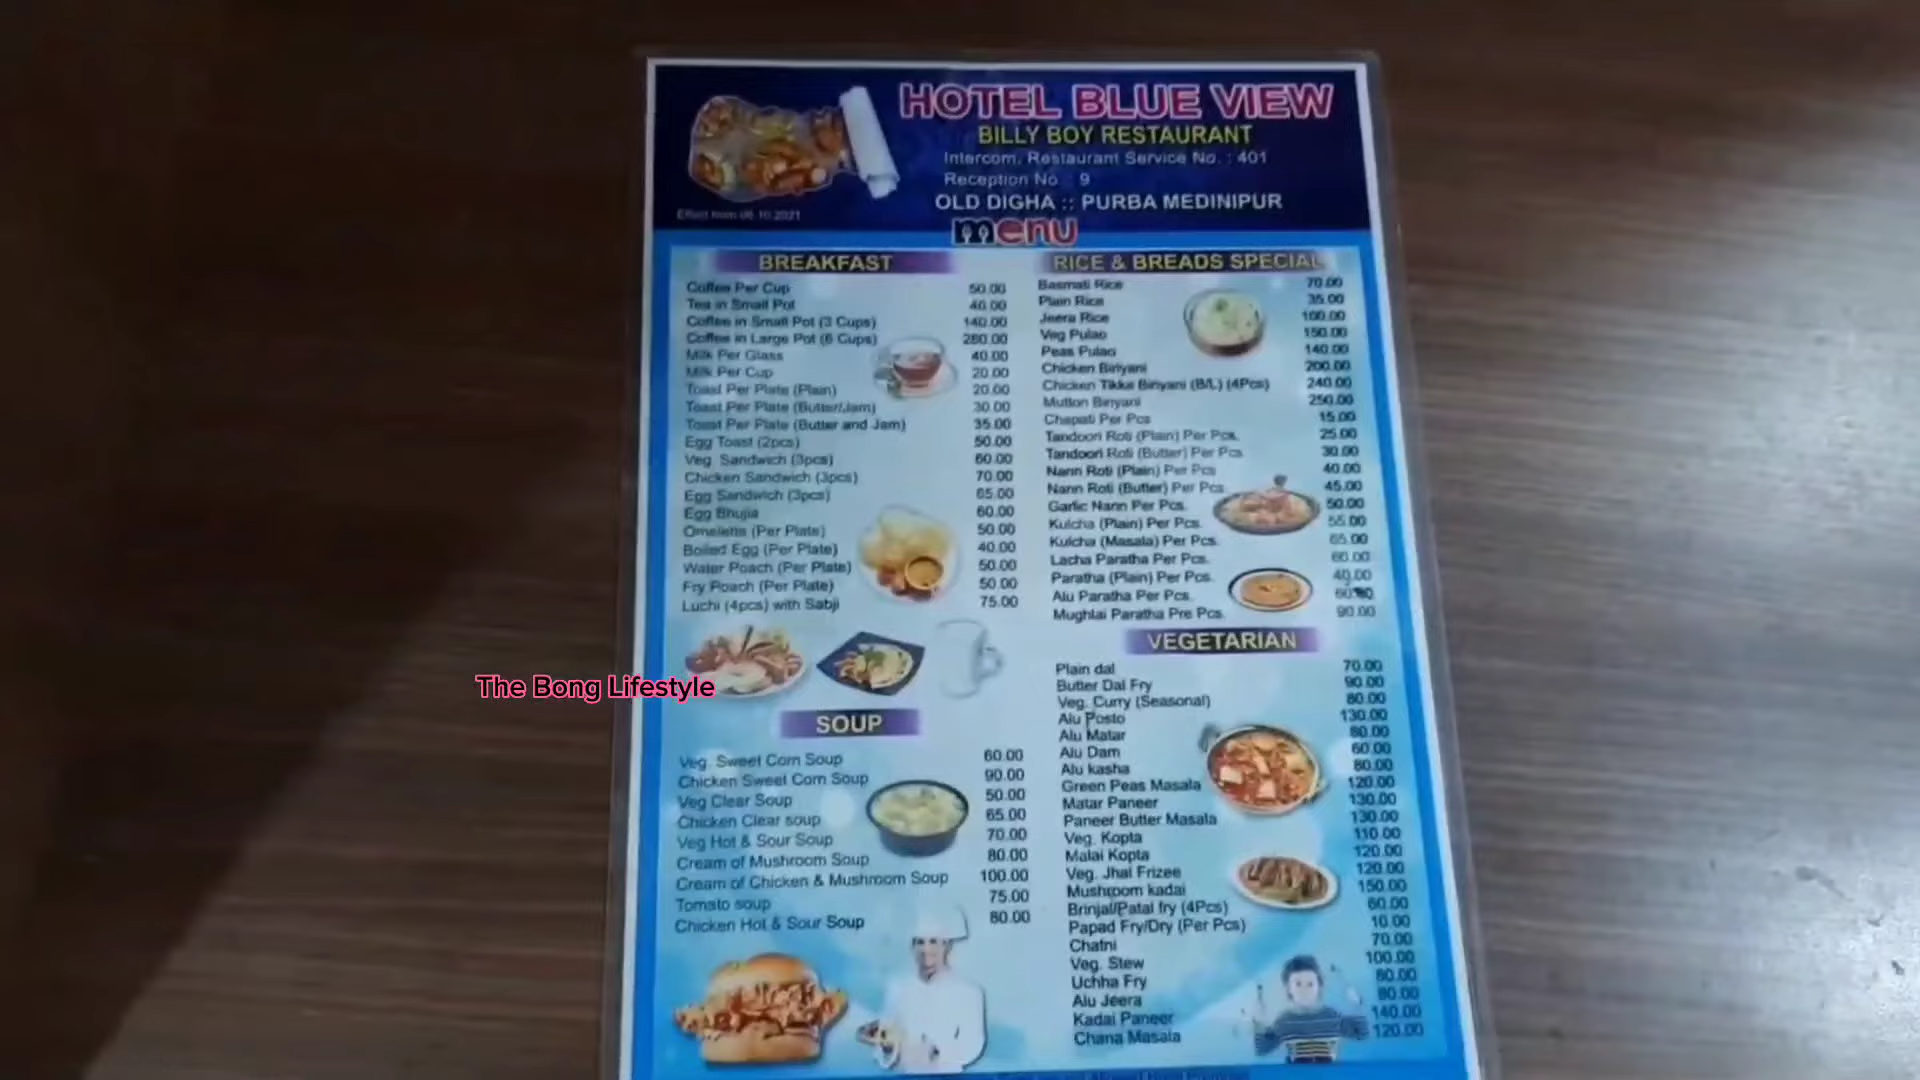 HOTEL BLUE VIEW
BILLY BOY RESTAURANT
Intercom. Restaurant Service No. : 401
Reception No : 9
OLD DIGHA :: PURBA MEDINIPUR
Effect from 06.10.2021
menu
BREAKFAST
Coffee Per Cup 50.00
Tea in Small Pot 40.00
Coffee in Small Pot (3 Cups) 140.00
Coffee in Large Pot (6 Cups) 280.00
Milk Per Glass 40.00
Milk Per Cup 20.00
Toast Per Plate (Plain) 20.00
Toast Per Plate (Butter/Jam) 30.00
Toast Per Plate (Butter and Jam) 35.00
Egg Toast (2pcs) 50.00
Veg. Sandwich (3pcs) 60.00
Chicken Sandwich (3pcs) 70.00
Egg Sandwich (3pcs) 65.00
Egg Bhujia 60.00
Omelette (Per Plate) 50.00
Boiled Egg (Per Plate) 40.00
Water Poach (Per Plate) 50.00
Fry Poach (Per Plate) 50.00
Luchi (4pcs) with Sabji 75.00
The Bong Lifestyle
SOUP
Veg. Sweet Corn Soup 60.00
Chicken Sweet Corn Soup 90.00
Veg Clear Soup 50.00
Chicken Clear soup 65.00
Veg Hot & Sour Soup 70.00
Cream of Mushroom Soup 80.00
Cream of Chicken & Mushroom Soup 100.00
Tomato soup 75.00
Chicken Hot & Sour Soup 80.00
RICE & BREADS SPECIAL
Basmati Rice 70.00
Plain Rice 35.00
Jeera Rice 100.00
Veg Pulao 150.00
Peas Pulao 140.00
Chicken Biriyani 200.00
Chicken Tikka Biriyani (B/L) (4Pcs) 240.00
Mutton Biriyani 250.00
Chapati Per Pcs 15.00
Tandoori Roti (Plain) Per Pcs. 25.00
Tandoori Roti (Butter) Per Pcs 30.00
Nann Roti (Plain) Per Pcs 40.00
Nann Roti (Butter) Per Pcs. 45.00
Garlic Nann Per Pcs. 50.00
Kulcha (Plain) Per Pcs. 55.00
Kulcha (Masala) Per Pcs. 65.00
Lacha Paratha Per Pcs. 60.00
Paratha (Plain) Per Pcs. 40.00
Alu Paratha Per Pcs.
Mughlai Paratha Pre Pcs. 90.00
VEGETARIAN
Plain dal 70.00
Butter Dal Fry 90.00
Veg. Curry (Seasonal) 80.00
Alu Posto 130.00
Alu Matar 80.00
Alu Dam 60.00
Alu kasha 80.00
Green Peas Masala 120.00
Matar Paneer 130.00
Paneer Butter Masala 130.00
Veg. Kopta 110.00
Malai Kopta 120.00
Veg. Jhal Frizee 120.00
Mushroom kadai 150.00
Brinjal/Patal fry (4Pcs) 60.00
Papad Fry/Dry (Per Pcs) 10.00
Chatni 70.00
Veg. Stew 100.00
Uchha Fry 80.00
Alu Jeera 80.00
Kadai Paneer 140.00
Chana Masala 120.00